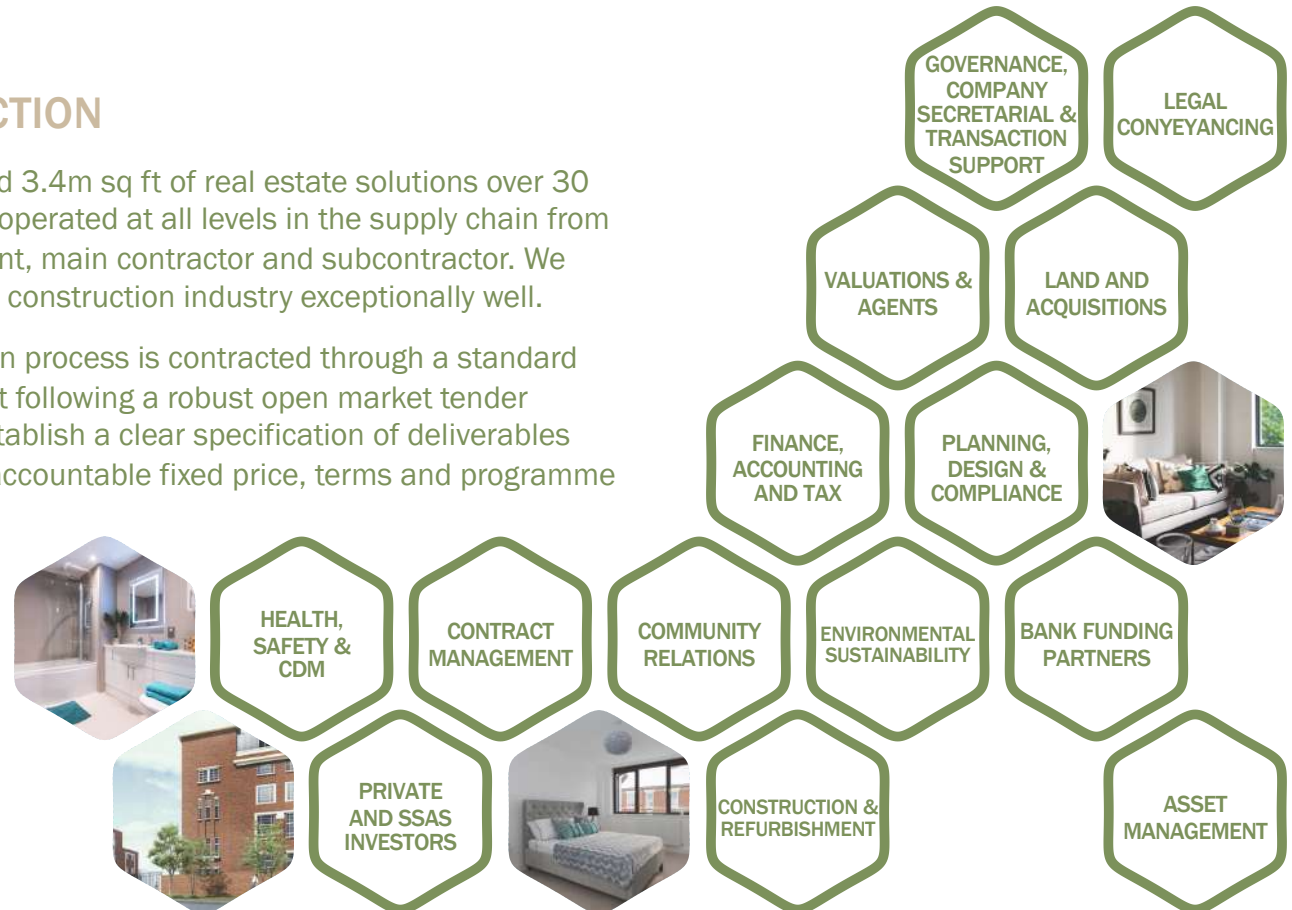 CTION
d 3.4m sq ft of real estate solutions over 30
operated at all levels in the supply chain from
nt, main contractor and subcontractor. We
construction industry exceptionally well.
n process is contracted through a standard
t following a robust open market tender
tablish a clear specification of deliverables
accountable fixed price, terms and programme
GOVERNANCE,
COMPANY
SECRETARIAL &
TRANSACTION
SUPPORT
LEGAL
CONYEYANCING
VALUATIONS &
AGENTS
LAND AND
ACQUISITIONS
FINANCE,
ACCOUNTING
AND TAX
PLANNING,
DESIGN &
COMPLIANCE
HEALTH,
SAFETY &
CDM
CONTRACT
MANAGEMENT
COMMUNITY
RELATIONS
ENVIRONMENTAL
SUSTAINABILITY
BANK FUNDING
PARTNERS
PRIVATE
AND SSAS
INVESTORS
CONSTRUCTION &
REFURBISHMENT
ASSET
MANAGEMENT